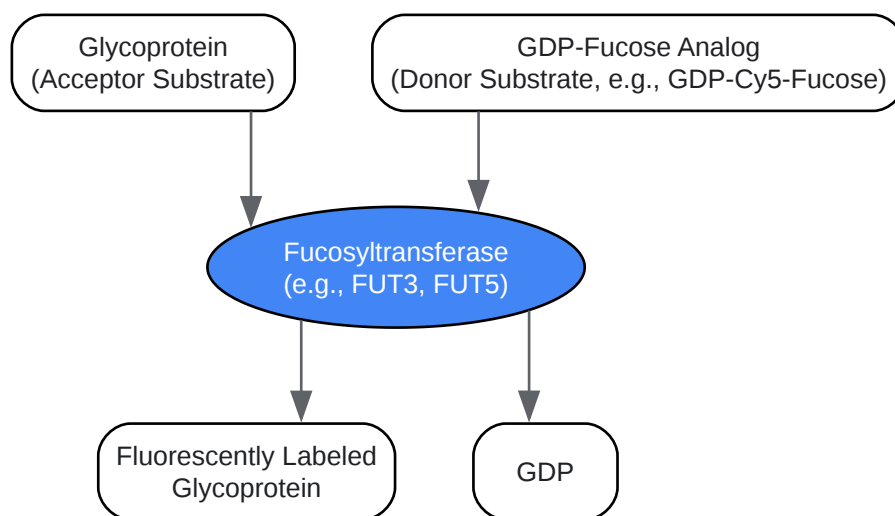 Glycoprotein
(Acceptor Substrate)
GDP-Fucose Analog
(Donor Substrate, e.g., GDP-Cy5-Fucose)
Fucosyltransferase
(e.g., FUT3, FUT5)
Fluorescently Labeled
Glycoprotein
GDP